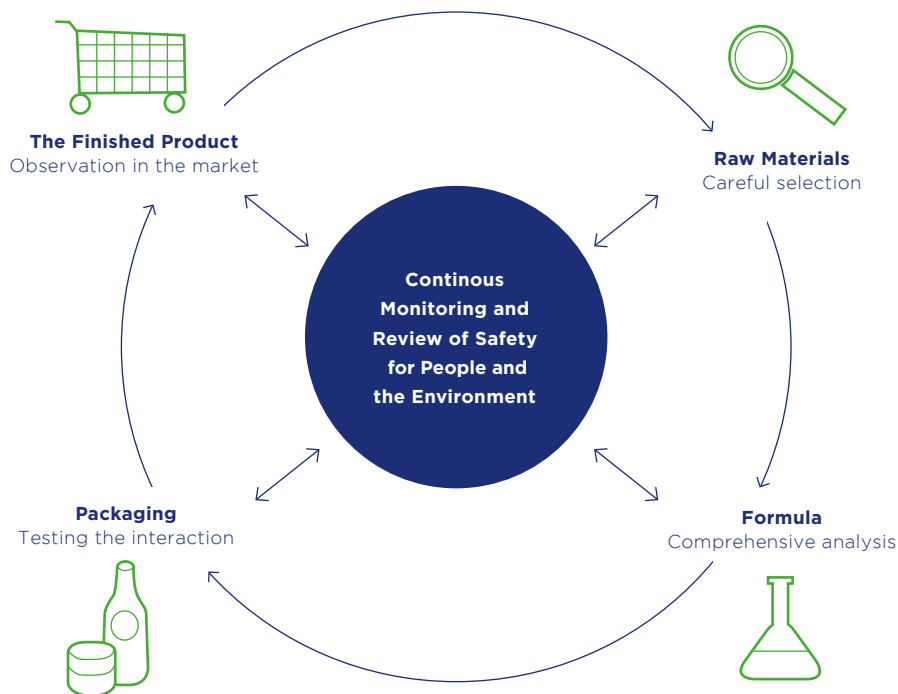 The Finished Product
Observation in the market
Raw Materials
Careful selection
Continous
Monitoring and
Review of Safety
for People and
the Environment
Packaging
Testing the interaction
Formula
Comprehensive analysis